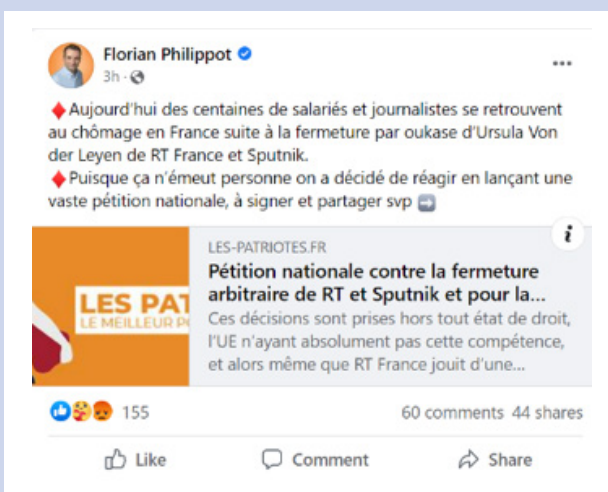 Florian Philippot
3h
...
♦Aujourd'hui des centaines de salariés et journalistes se retrouvent
au chômage en France suite à la fermeture par oukase d'Ursula Von
der Leyen de RT France et Sputnik.
♦Puisque ça n'émeut personne on a décidé de réagir en lançant une
vaste pétition nationale, à signer et partager svp ➡
LES PAT
LE MEILLEUR P
i
LES-PATRIOTES.FR
Pétition nationale contre la fermeture
arbitraire de RT et Sputnik et pour la...
Ces décisions sont prises hors tout état de droit,
l'UE n'ayant absolument pas cette compétence,
et alors même que RT France jouit d'une...
155
60 comments 44 shares
Like
Comment
Share